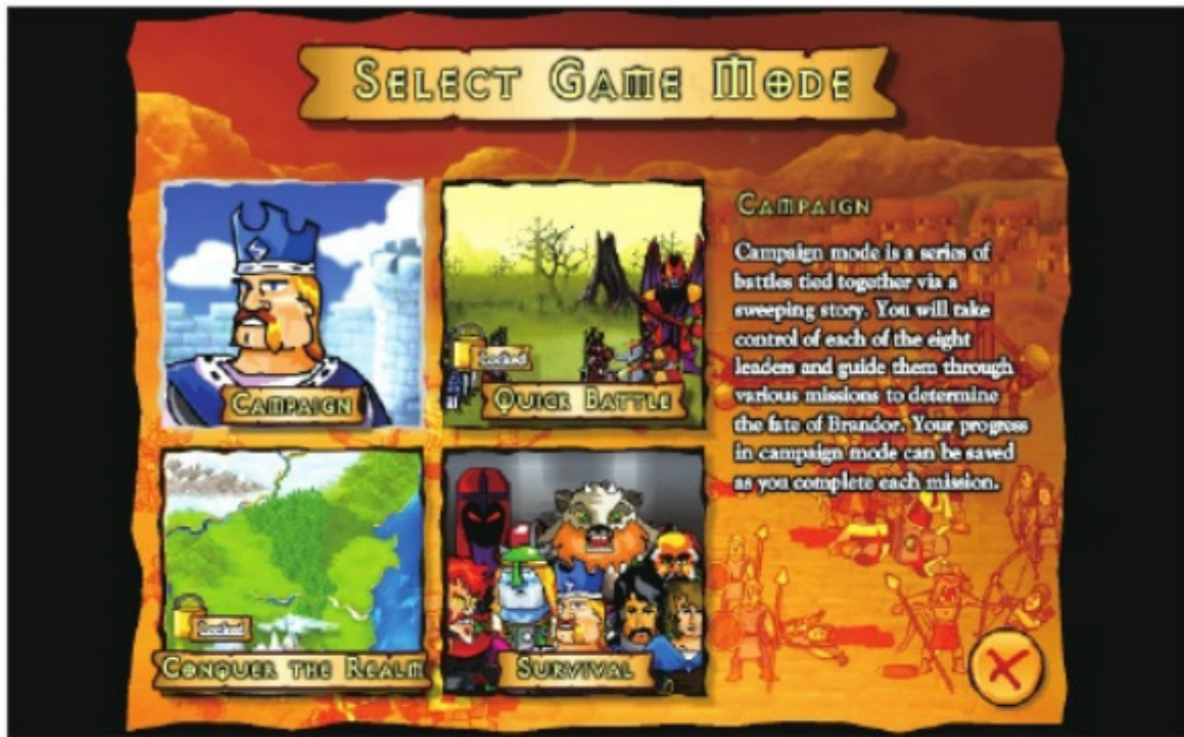 SELECT GAME MODE
CAMPAIGN
Campaign mode is a series of
battles tied together via a
sweeping story. You will take
control of each of the eight
leaders and guide them through
various missions to determine
the fate of Brandor. Your progress
in campaign mode can be saved
as you complete each mission.
CAMPAIGN
Locked
QUICK BATTLE
Locked
CONQUER THE REALM
SURVIVAL